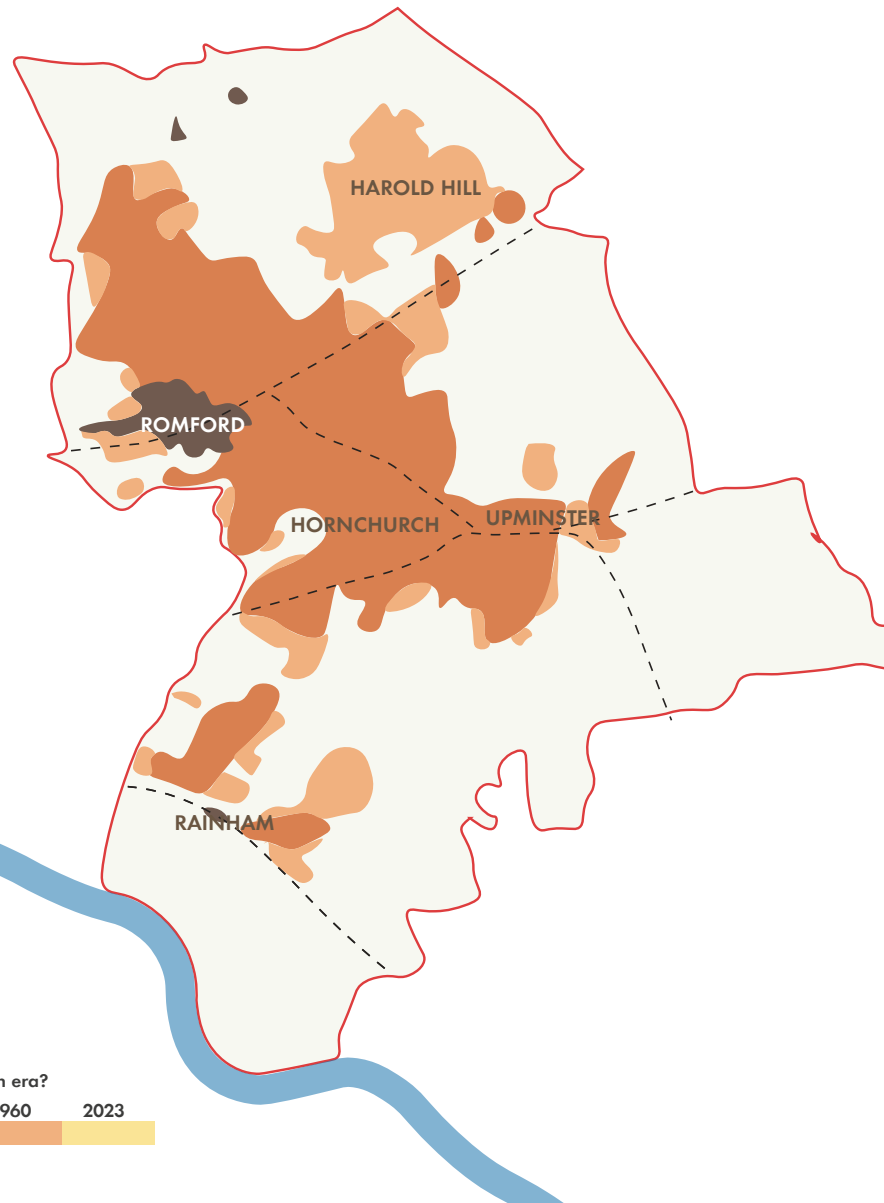 HAROLD HILL
ROMFORD
HORNCHURCH
UPMINSTER
RAINHAM
era?
960 2023